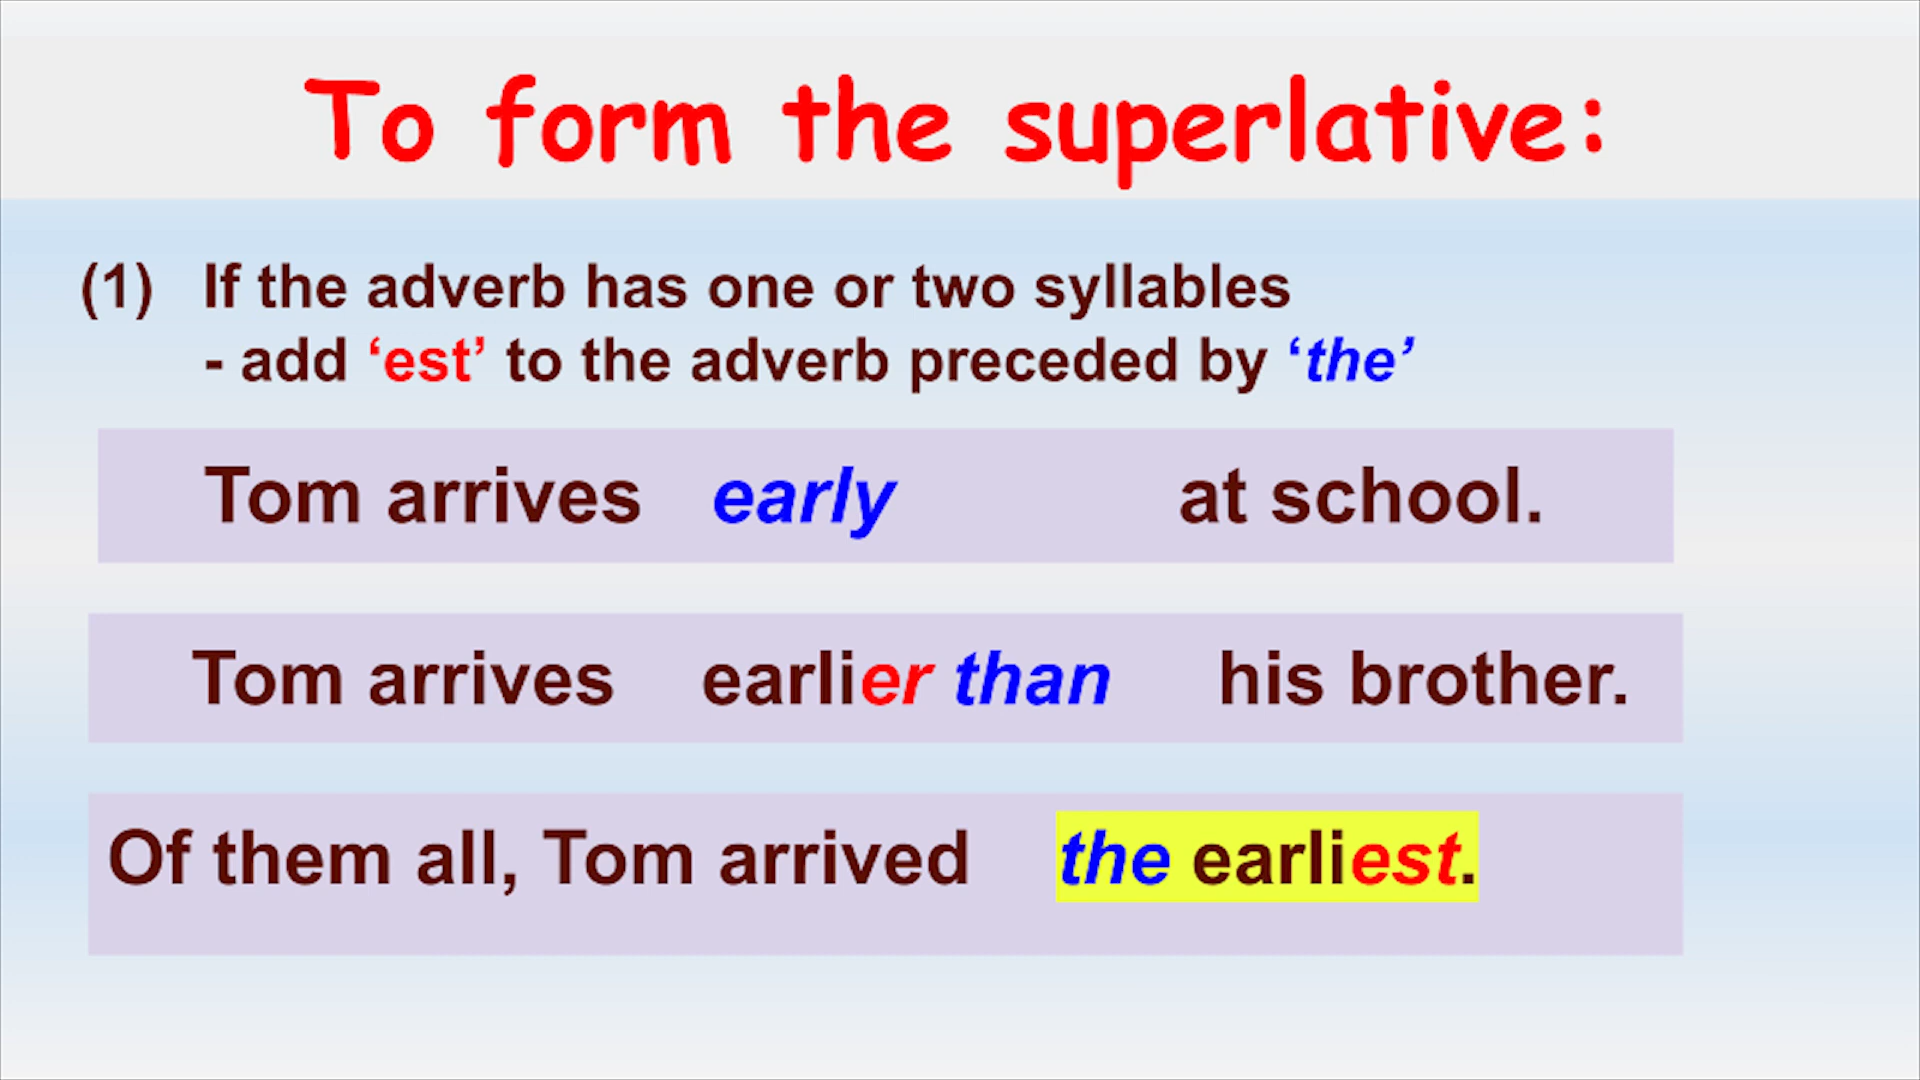 To form the superlative:
(1) If the adverb has one or two syllables
- add ‘est’ to the adverb preceded by ‘the’
Tom arrives early at school.
Tom arrives earlier than his brother.
Of them all, Tom arrived the earliest.